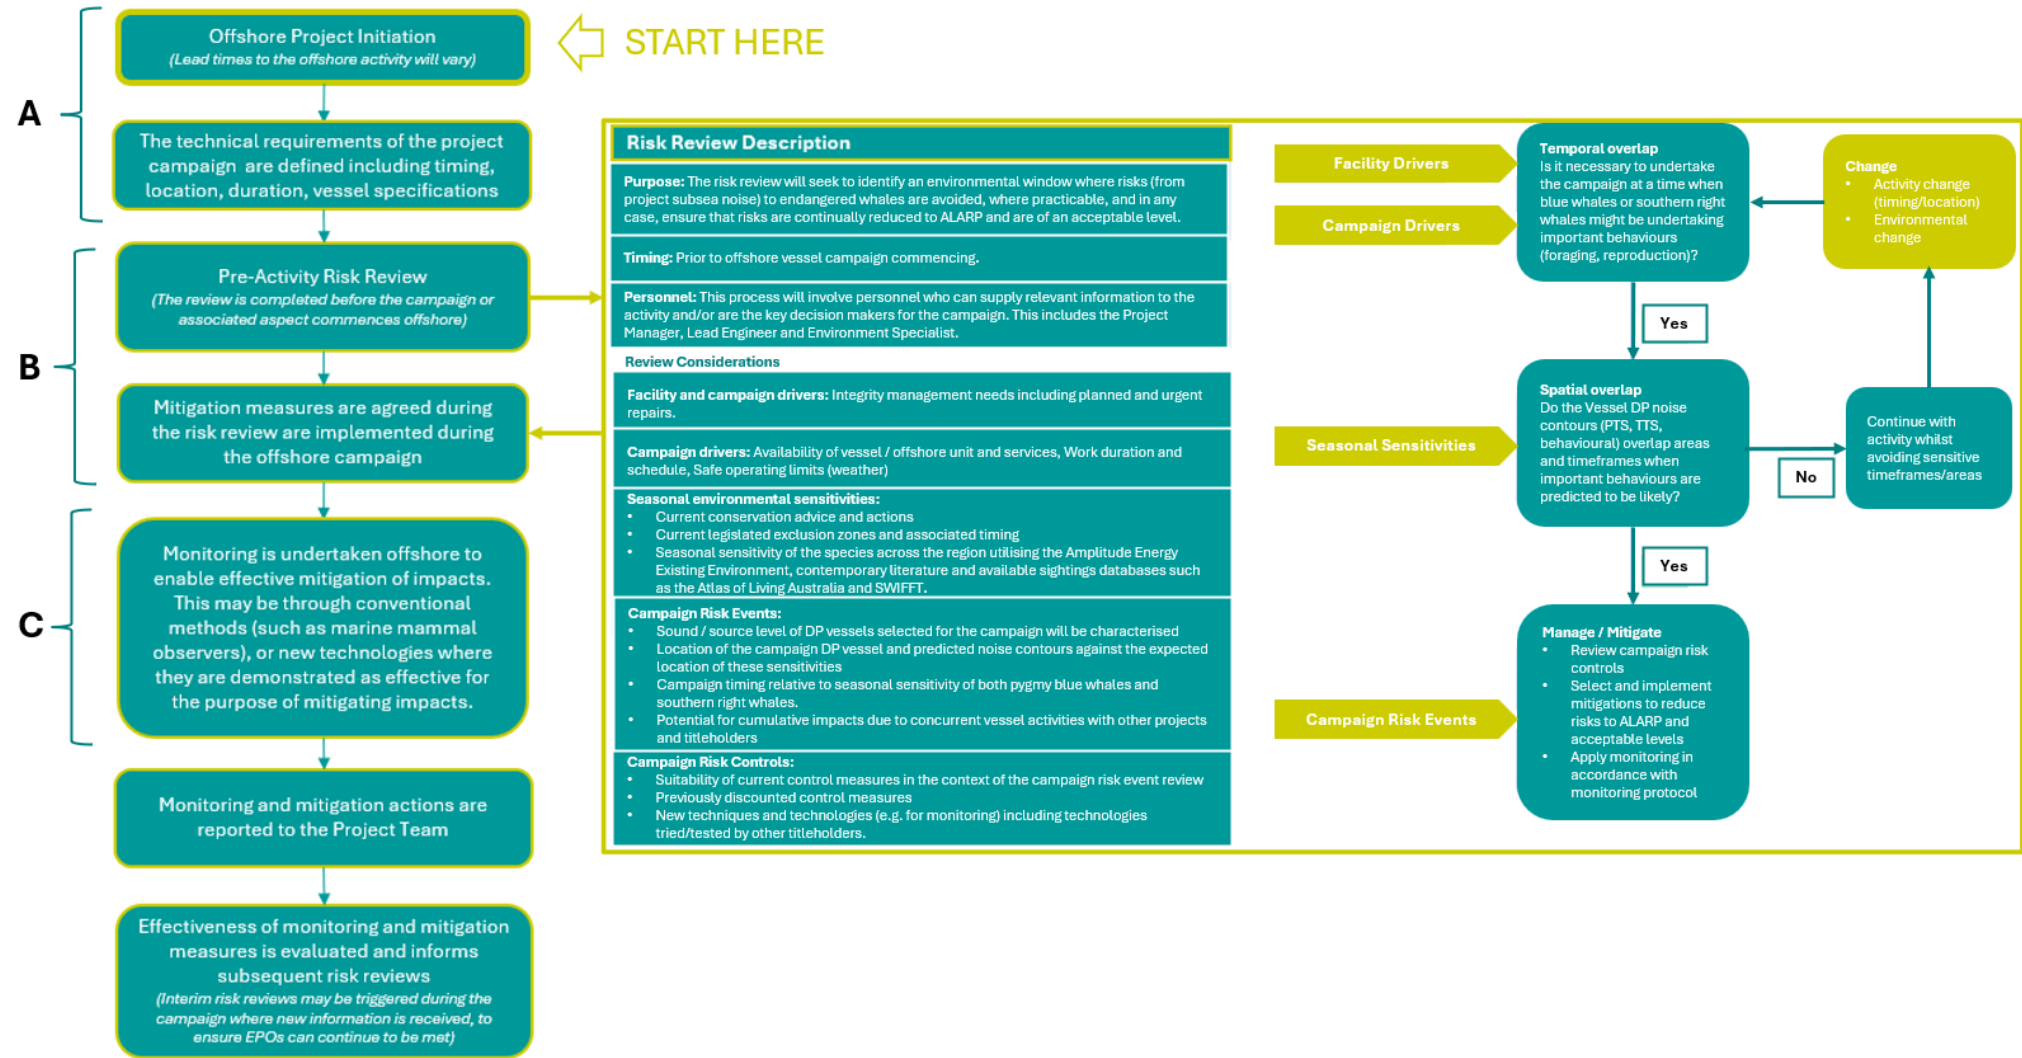 Offshore Project Initiation
(Lead times to the offshore activity will vary)
START HERE
A
The technical requirements of the project
campaign are defined including timing,
location, duration, vessel specifications
B
Pre-Activity Risk Review
(The review is completed before the campaign or
associated aspect commences offshore)
Mitigation measures are agreed during
the risk review are implemented during
the offshore campaign
C
Monitoring is undertaken offshore to
enable effective mitigation of impacts.
This may be through conventional
methods (such as marine mammal
observers), or new technologies where
they are demonstrated as effective for
the purpose of mitigating impacts.
Monitoring and mitigation actions are
reported to the Project Team
Effectiveness of monitoring and mitigation
measures is evaluated and informs
subsequent risk reviews
(Interim risk reviews may be triggered during the
campaign where new information is received, to
ensure EPOs can continue to be met)
Risk Review Description
Purpose: The risk review will seek to identify an environmental window where risks (from
project subsea noise) to endangered whales are avoided, where practicable, and in any
case, ensure that risks are continually reduced to ALARP and are of an acceptable level.
Timing: Prior to offshore vessel campaign commencing.
Personnel: This process will involve personnel who can supply relevant information to the
activity and/or are the key decision makers for the campaign. This includes the Project
Manager, Lead Engineer and Environment Specialist.
Review Considerations
Facility and campaign drivers: Integrity management needs including planned and urgent
repairs.
Campaign drivers: Availability of vessel / offshore unit and services, Work duration and
schedule, Safe operating limits (weather)
Seasonal environmental sensitivities:
• Current conservation advice and actions
• Current legislated exclusion zones and associated timing
• Seasonal sensitivity of the species across the region utilising the Amplitude Energy
Existing Environment, contemporary literature and available sightings databases such
as the Atlas of Living Australia and SWIFFT.
Campaign Risk Events:
• Sound / source level of DP vessels selected for the campaign will be characterised
• Location of the campaign DP vessel and predicted noise contours against the expected
location of these sensitivities
• Campaign timing relative to seasonal sensitivity of both pygmy blue whales and
southern right whales.
• Potential for cumulative impacts due to concurrent vessel activities with other projects
and titleholders
Campaign Risk Controls:
• Suitability of current control measures in the context of the campaign risk event review
• Previously discounted control measures
• New techniques and technologies (e.g. for monitoring) including technologies
tried/tested by other titleholders.
Facility Drivers
Campaign Drivers
Seasonal Sensitivities
Campaign Risk Events
Temporal overlap
Is it necessary to undertake
the campaign at a time when
blue whales or southern right
whales might be undertaking
important behaviours
(foraging, reproduction)?
Yes
Spatial overlap
Do the Vessel DP noise
contours (PTS, TTS,
behavioural) overlap areas
and timeframes when
important behaviours are
predicted to be likely?
Yes
Manage / Mitigate
• Review campaign risk
controls
• Select and implement
mitigations to reduce
risks to ALARP and
acceptable levels
• Apply monitoring in
accordance with
monitoring protocol
No
Continue with
activity whilst
avoiding sensitive
timeframes/areas
Change
• Activity change
(timing/location)
• Environmental
change